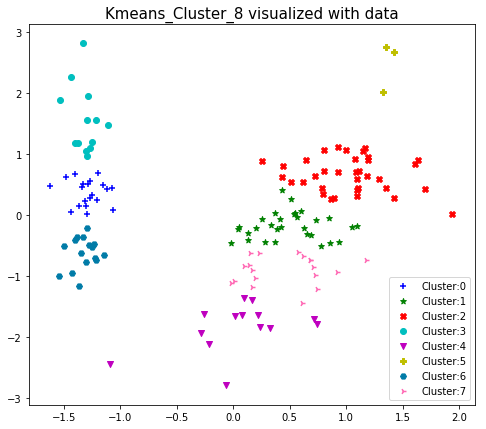 Kmeans_Cluster_8 visualized with data
3
2
1
0
−1
−2
−3
−1.5 −1.0 −0.5 0.0 0.5 1.0 1.5 2.0
Cluster:0
Cluster:1
Cluster:2
Cluster:3
Cluster:4
Cluster:5
Cluster:6
Cluster:7